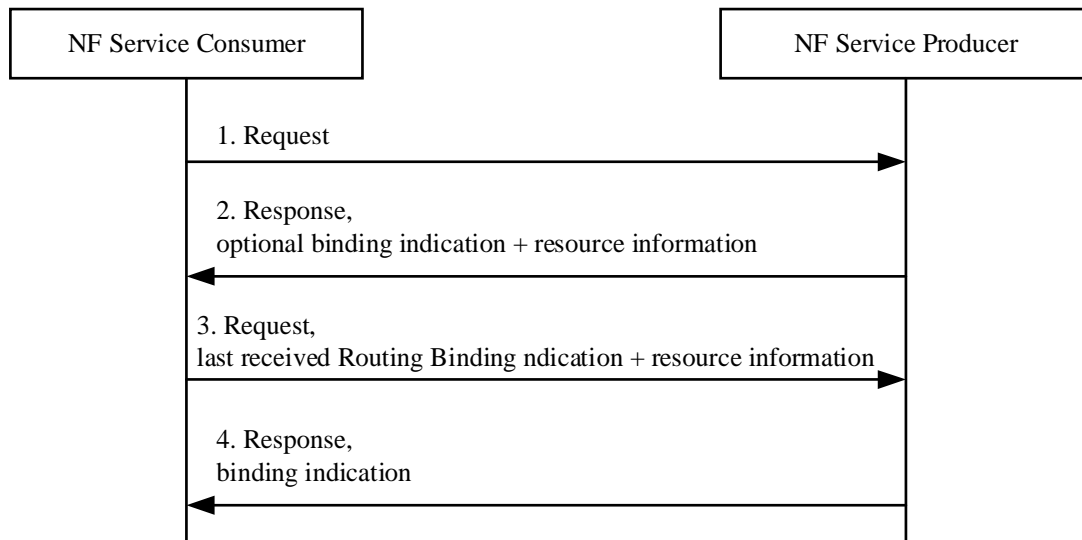 NF Service Consumer
NF Service Producer
1. Request
2. Response,
optional binding indication + resource information
3. Request,
last received Routing Binding ndication + resource information
4. Response,
binding indication